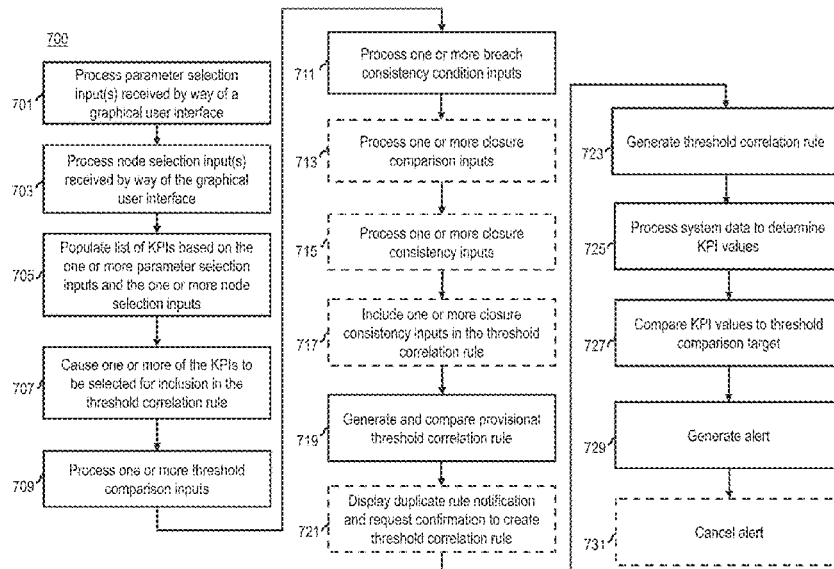 700
701
Process parameter selection
input(s) received by way of a
graphical user interface
703
Process node selection input(s)
received by way of the graphical
user interface
705
Populate list of KPIs based on the
one or more parameter selection
inputs and the one or more node
selection inputs
707
Cause one or more of the KPIs to
be selected for inclusion in the
threshold correlation rule
709
Process one or more threshold
comparison inputs
711
Process one or more breach
consistency condition inputs
713
Process one or more closure
comparison inputs
715
Process one or more closure
consistency inputs
717
Include one or more closure
consistency inputs in the threshold
correlation rule
719
Generate and compare provisional
threshold correlation rule
721
Display duplicate rule notification
and request confirmation to create
threshold correlation rule
723
Generate threshold correlation rule
725
Process system data to determine
KPI values
727
Compare KPI values to threshold
comparison target
729
Generate alert
731
Cancel alert